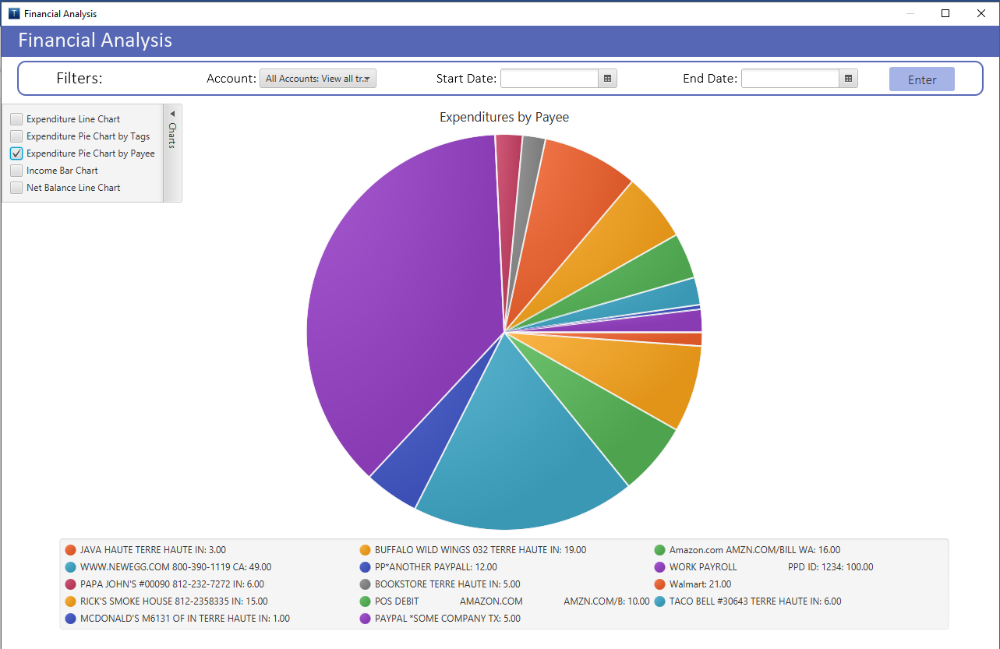 T Financial Analysis
Financial Analysis
Filters: Account: All Accounts: View all tr.. Start Date: End Date: Enter
Expenditure Line Chart
Expenditure Pie Chart by Tags
Expenditure Pie Chart by Payee
Income Bar Chart
Net Balance Line Chart
Charts
Expenditures by Payee
JAVA HAUTE TERRE HAUTE IN: 3.00 BUFFALO WILD WINGS 032 TERRE HAUTE IN: 19.00 Amazon.com AMZN.COM/BILL WA: 16.00
WWW.NEWEGG.COM 800-390-1119 CA: 49.00 PP*ANOTHER PAYPALL: 12.00 WORK PAYROLL PPD ID: 1234: 100.00
PAPA JOHN'S #00090 812-232-7272 IN: 6.00 BOOKSTORE TERRE HAUTE IN: 5.00 Walmart: 21.00
RICK'S SMOKE HOUSE 812-2358335 IN: 15.00 POS DEBIT AMAZON.COM AMZN.COM/B: 10.00 TACO BELL #30643 TERRE HAUTE IN: 6.00
MCDONALD'S M6131 OF IN TERRE HAUTE IN: 1.00 PAYPAL *SOME COMPANY TX: 5.00